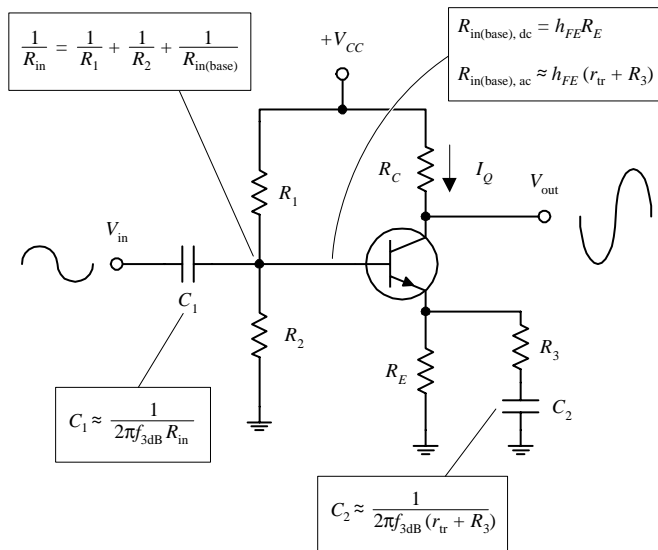 1/R_in = 1/R_1 + 1/R_2 + 1/R_in(base)
R_in(base), dc = h_FE R_E
R_in(base), ac ≈ h_FE (r_tr + R_3)
+V_CC
R_C
I_Q
V_out
R_1
V_in
C_1
R_2
R_E
R_3
C_2
C_1 ≈ 1/(2πf_3dB R_in)
C_2 ≈ 1/(2πf_3dB (r_tr + R_3))